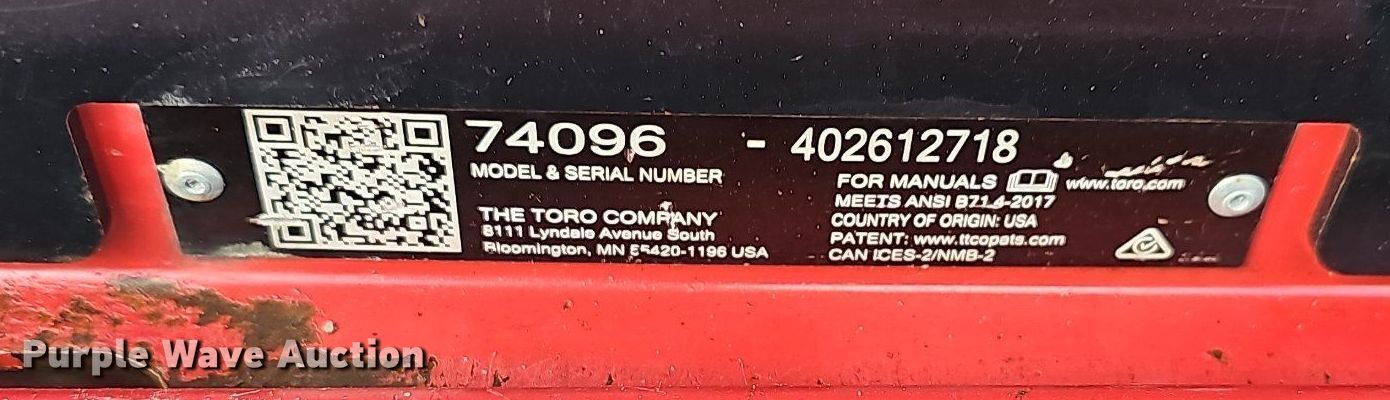 74096 - 402612718
MODEL & SERIAL NUMBER
THE TORO COMPANY
8111 Lyndale Avenue South
Bloomington, MN 55420-1196 USA
FOR MANUALS www.toro.com
MEETS ANSI B71.4-2017
COUNTRY OF ORIGIN: USA
PATENT: www.ttcopats.com
CAN ICES-2/NMB-2
Purple Wave Auction